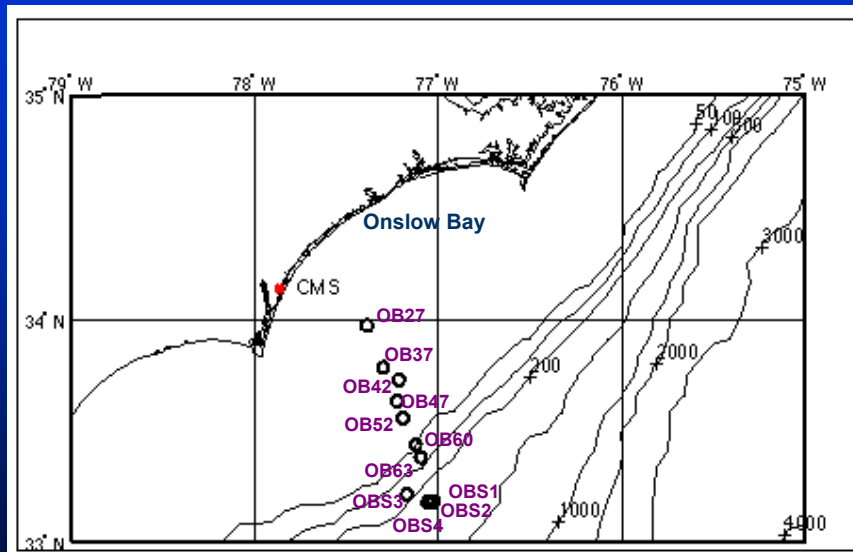 79° W 78° W 77° W 76° W 75° W
35° N
50 100 200
Onslow Bay
3000
CMS
34° N
OB27
OB37
200 2000
OB42
OB47
OB52
OB60
OB63
OBS1
OBS3
OBS2
1000
OBS4
4000
33° N